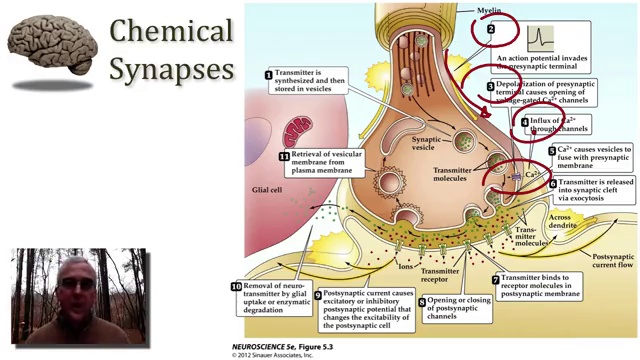 Chemical
Synapses
Myelin
2
An action potential invades
the presynaptic terminal
1 Transmitter is
synthesized and then
stored in vesicles
3 Depolarization of presynaptic
terminal causes opening of
voltage-gated Ca2+ channels
4 Influx of Ca2+
through channels
Synaptic
vesicle
5 Ca2+ causes vesicles to
fuse with presynaptic
membrane
11 Retrieval of vesicular
membrane from
plasma membrane
Transmitter
molecules
Ca2+
6 Transmitter is released
into synaptic cleft
via exocytosis
Glial cell
Across
dendrite
Trans-
mitter
molecules
Postsynaptic
current flow
Ions
Transmitter
receptor
7 Transmitter binds to
receptor molecules in
postsynaptic membrane
10 Removal of neuro-
transmitter by glial
uptake or enzymatic
degradation
9 Postsynaptic current causes
excitatory or inhibitory
postsynaptic potential that
changes the excitability of
the postsynaptic cell
8 Opening or closing
of postsynaptic
channels
NEUROSCIENCE 5e, Figure 5.3
© 2012 Sinauer Associates, Inc.